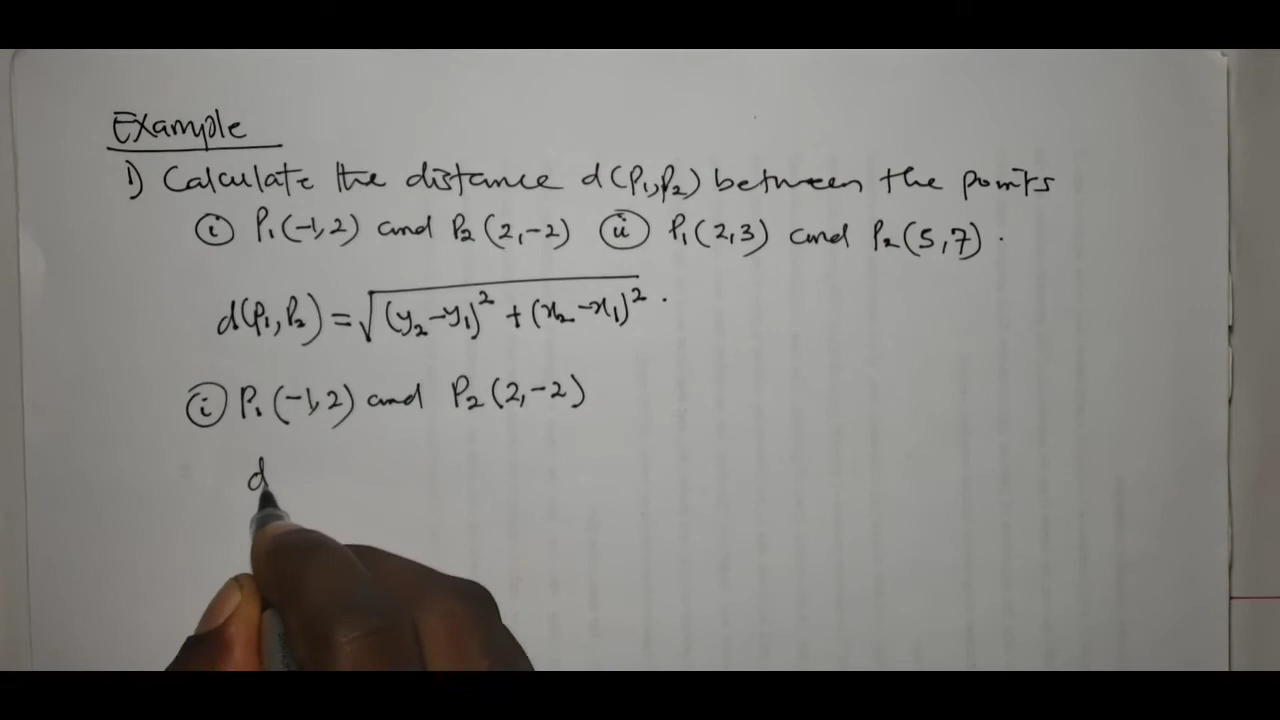 Example
1) Calculate the distance d(P₁,P₂) between the points
(i) P₁(-1,2) and P₂(2,-2) (ii) P₁(2,3) and P₂(5,7).
d(P₁,P₂) = √((y₂-y₁)² + (x₂-x₁)²).
(i) P₁(-1,2) and P₂(2,-2)
d